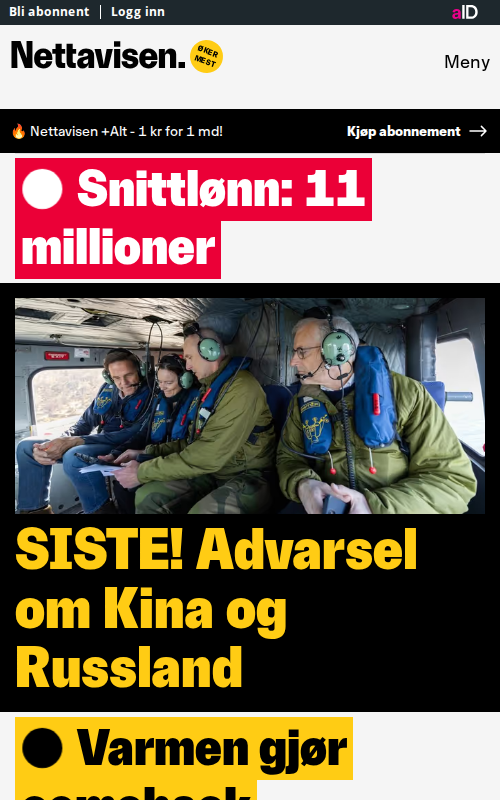 Bli abonnent | Logg inn
aID
Nettavisen.
ØKER
MEST
Meny
Nettavisen +Alt - 1 kr for 1 md!
Kjøp abonnement →
Snittlønn: 11
millioner
SISTE! Advarsel
om Kina og
Russland
Varmen gjør